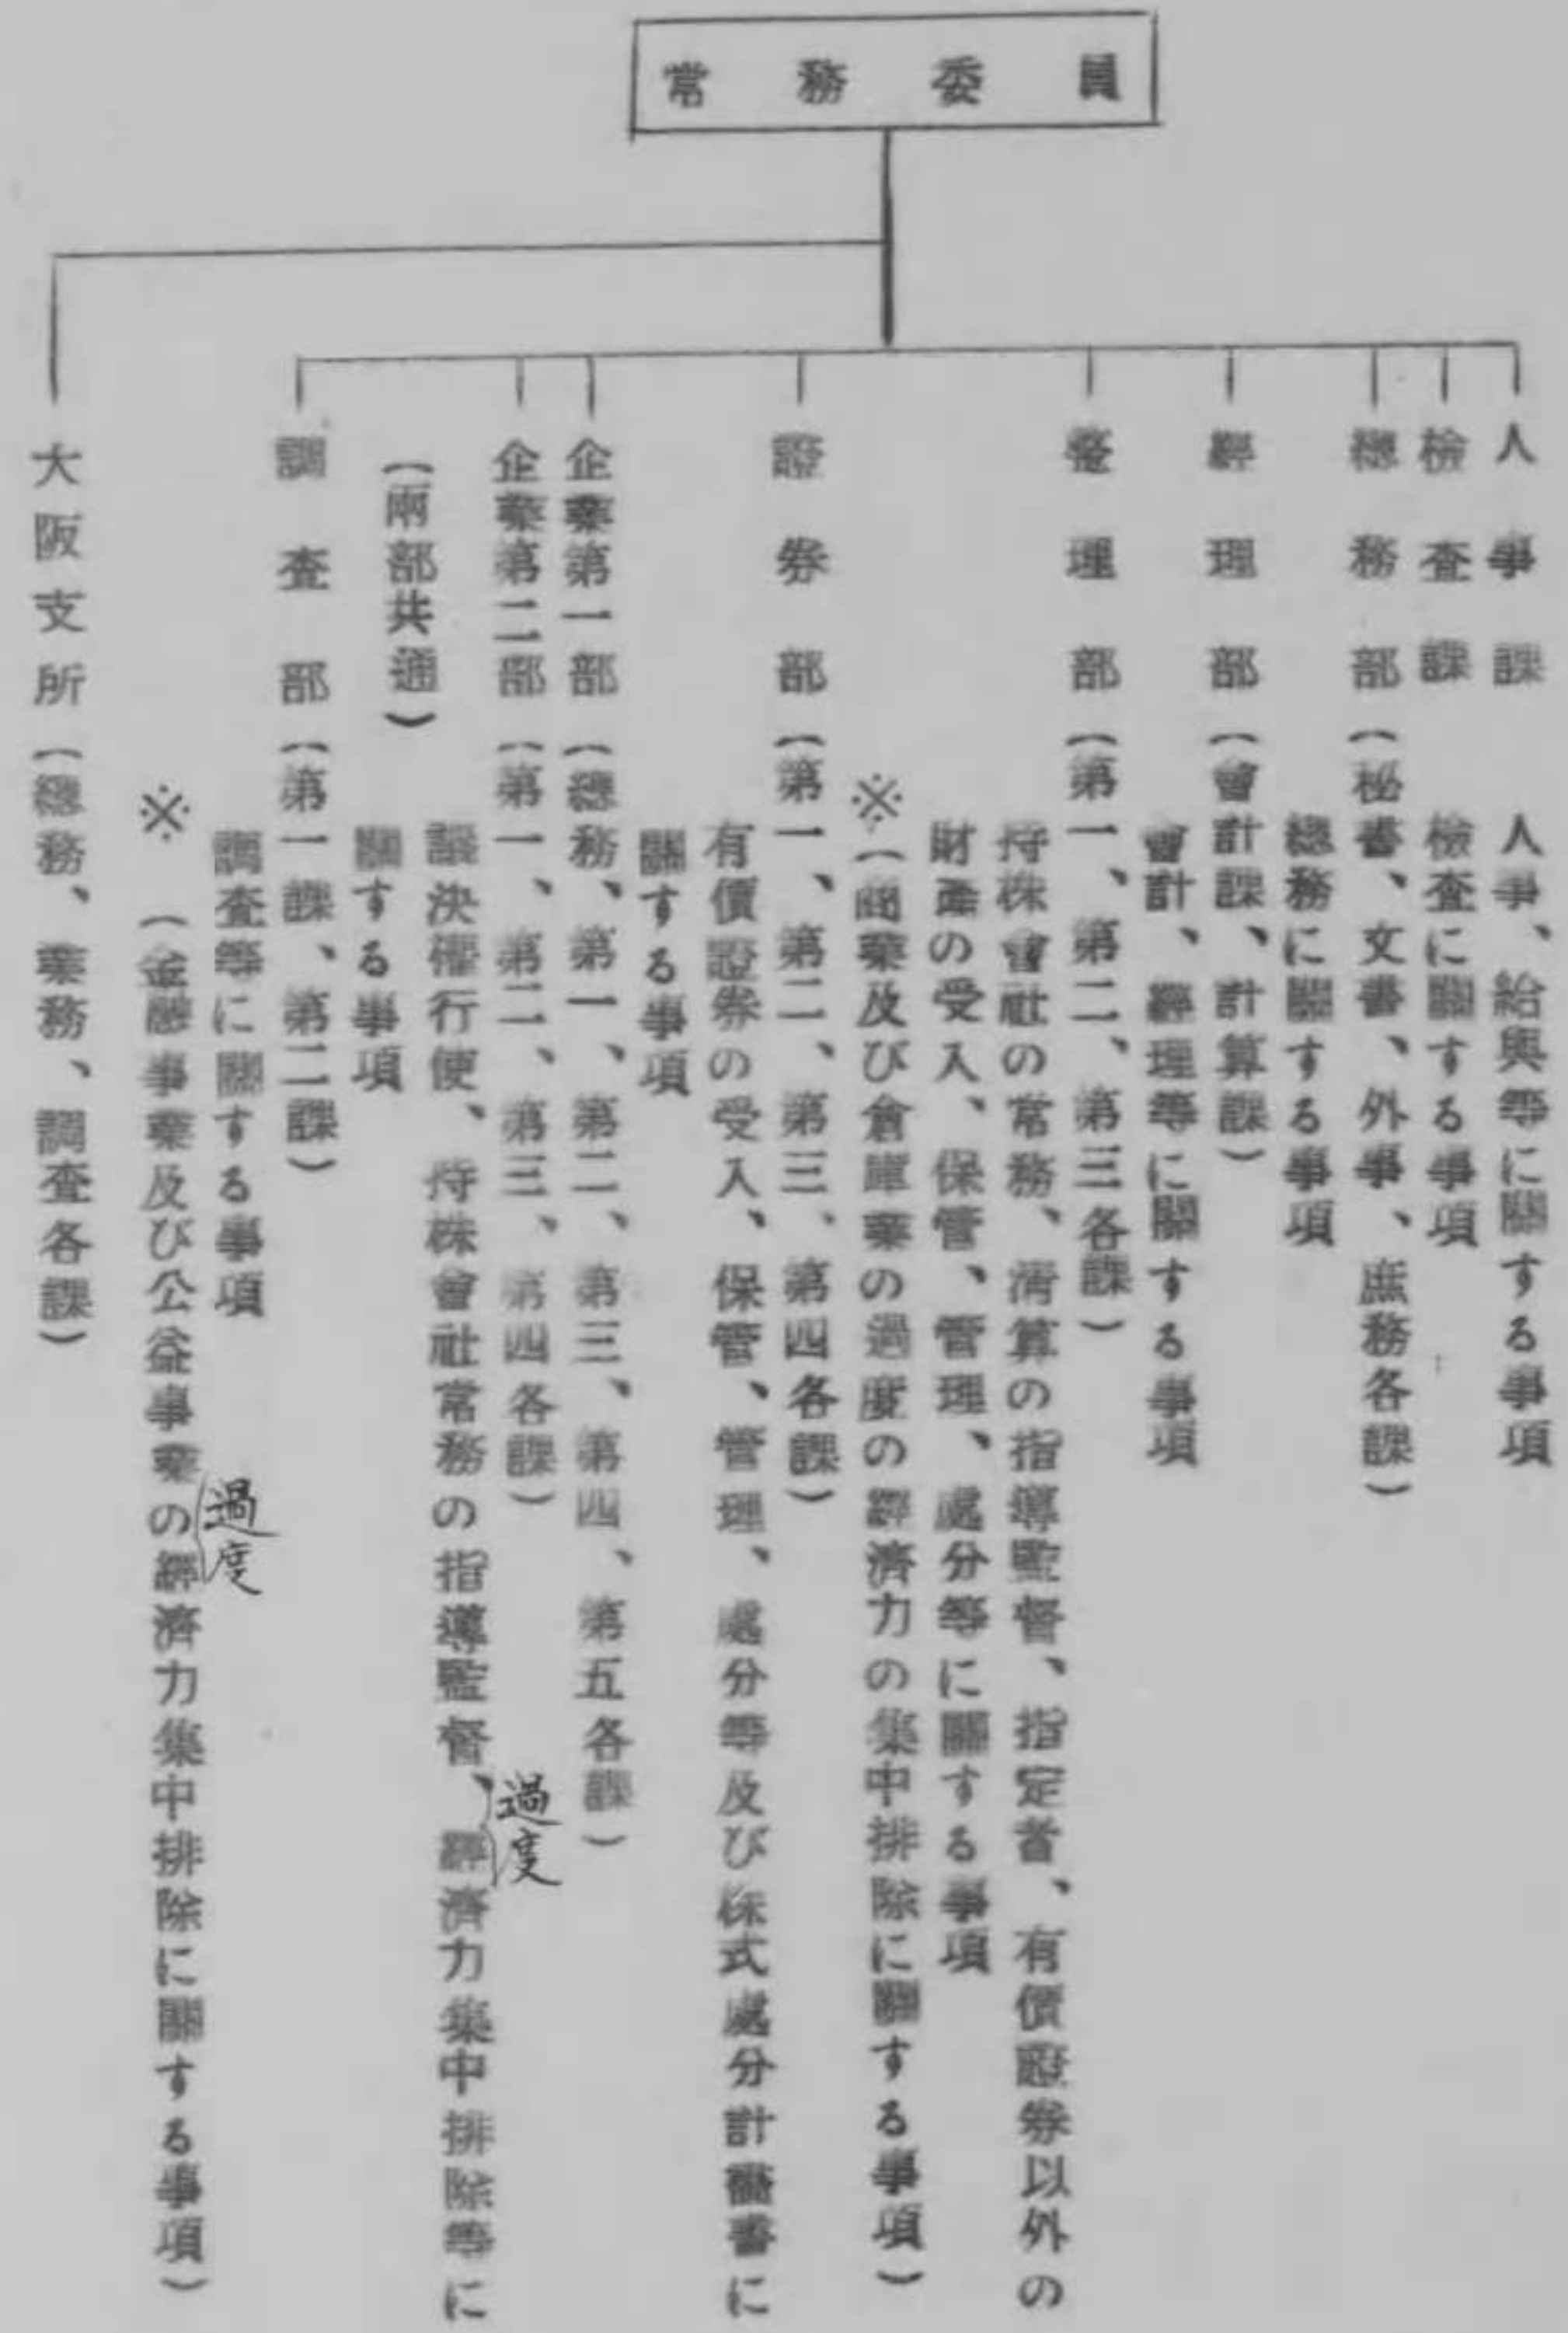 常務委員
人事課
人事、給與等に關する事項
檢査課
檢査に關する事項
總務部(秘書、文書、外事、庶務各課)
總務に關する事項
經理部(會計課、計算課)
會計、經理等に關する事項
整理部(第一、第二、第三各課)
持株會社の常務、淸算の指導監督、指定者、有價證券以外の
財產の受入、保管、管理、處分等に關する事項
※(商業及び倉庫業の過度の經濟力の集中排除に關する事項)
證券部(第一、第二、第三、第四各課)
有價證券の受入、保管、管理、處分等及び株式處分計畫書に
關する事項
企業第一部(總務、第一、第二、第三、第四、第五各課)
企業第二部(第一、第二、第三、第四各課)
過度
議決權行使、持株會社常務の指導監督、經濟力集中排除等に
(兩部共通)
關する事項
調査部(第一課、第二課)
調査等に關する事項
過度
※(金融事業及び公益事業の經濟力集中排除に關する事項)
大阪支所(總務、業務、調査各課)